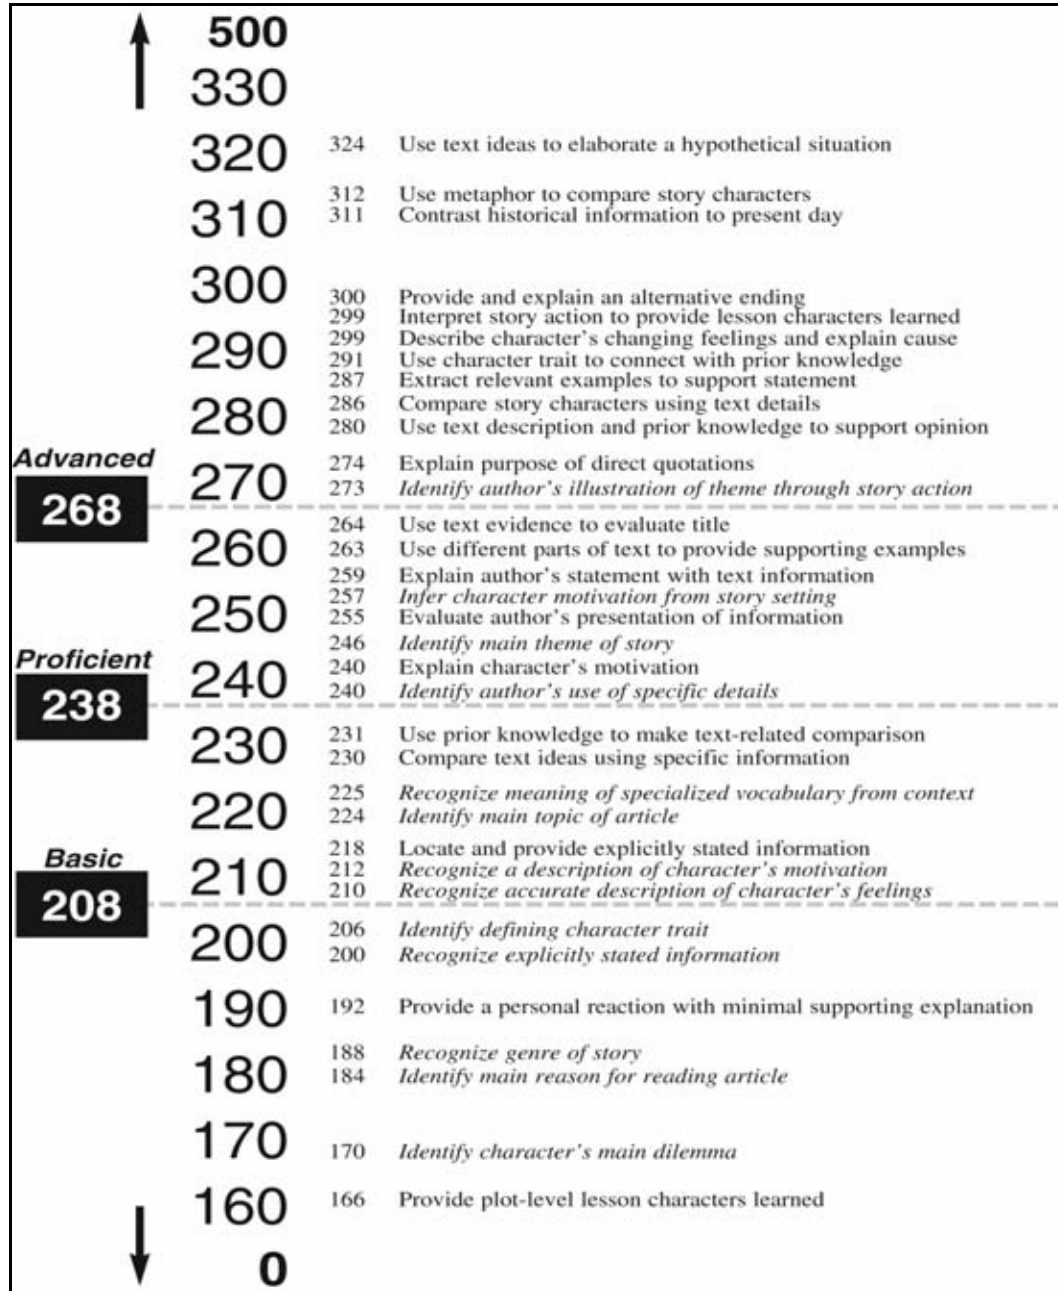 500
330
320
324 Use text ideas to elaborate a hypothetical situation
312 Use metaphor to compare story characters
310
311 Contrast historical information to present day
300
300 Provide and explain an alternative ending
299 Interpret story action to provide lesson characters learned
290
299 Describe character's changing feelings and explain cause
291 Use character trait to connect with prior knowledge
287 Extract relevant examples to support statement
280
286 Compare story characters using text details
280 Use text description and prior knowledge to support opinion
Advanced
268
270
274 Explain purpose of direct quotations
273 Identify author's illustration of theme through story action
260
264 Use text evidence to evaluate title
263 Use different parts of text to provide supporting examples
259 Explain author's statement with text information
250
257 Infer character motivation from story setting
255 Evaluate author's presentation of information
246 Identify main theme of story
Proficient
238
240
240 Explain character's motivation
240 Identify author's use of specific details
230
231 Use prior knowledge to make text-related comparison
230 Compare text ideas using specific information
220
225 Recognize meaning of specialized vocabulary from context
224 Identify main topic of article
Basic
208
210
218 Locate and provide explicitly stated information
212 Recognize a description of character's motivation
210 Recognize accurate description of character's feelings
200
206 Identify defining character trait
200 Recognize explicitly stated information
190
192 Provide a personal reaction with minimal supporting explanation
180
188 Recognize genre of story
184 Identify main reason for reading article
170
170 Identify character's main dilemma
160
166 Provide plot-level lesson characters learned
0